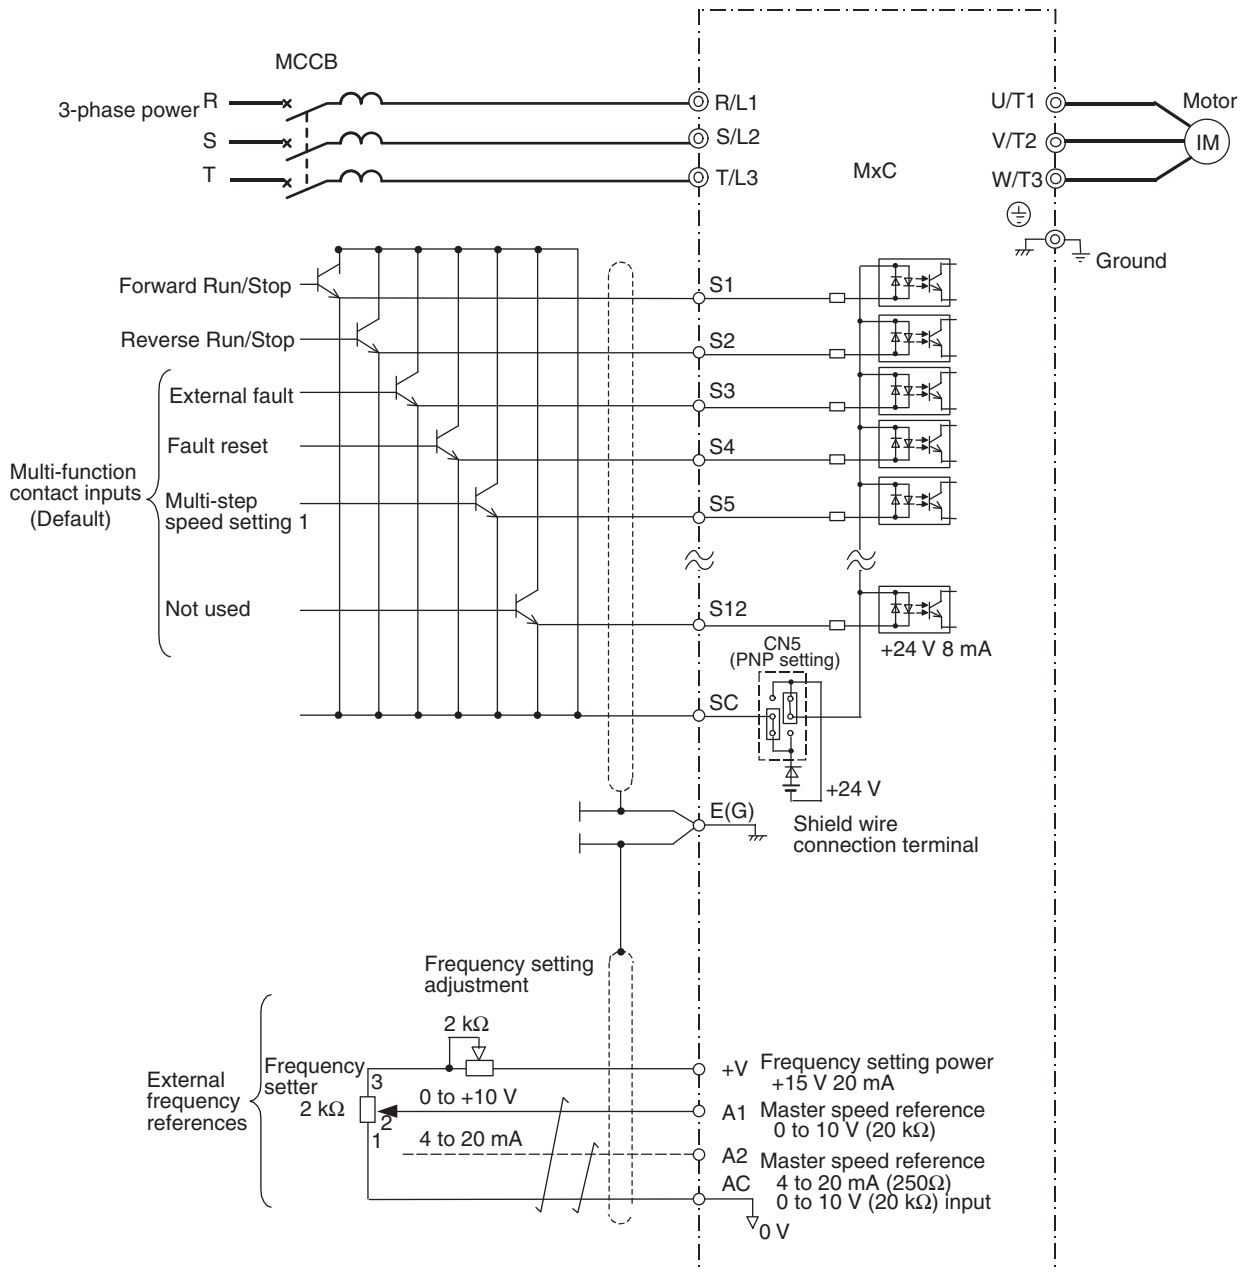 MCCB
3-phase power R
S
T
R/L1
S/L2
T/L3
MxC
U/T1
V/T2
W/T3
Motor
IM
Ground
Forward Run/Stop
Reverse Run/Stop
External fault
Fault reset
Multi-function
contact inputs
(Default)
Multi-step
speed setting 1
Not used
S1
S2
S3
S4
S5
S12
+24 V 8 mA
CN5
(PNP setting)
SC
+24 V
E(G)
Shield wire
connection terminal
Frequency setting
adjustment
2 kΩ
External
frequency
references
Frequency
setter
2 kΩ
3
2
1
0 to +10 V
4 to 20 mA
+V Frequency setting power
+15 V 20 mA
A1 Master speed reference
0 to 10 V (20 kΩ)
A2 Master speed reference
4 to 20 mA (250Ω)
0 to 10 V (20 kΩ) input
AC
0 V